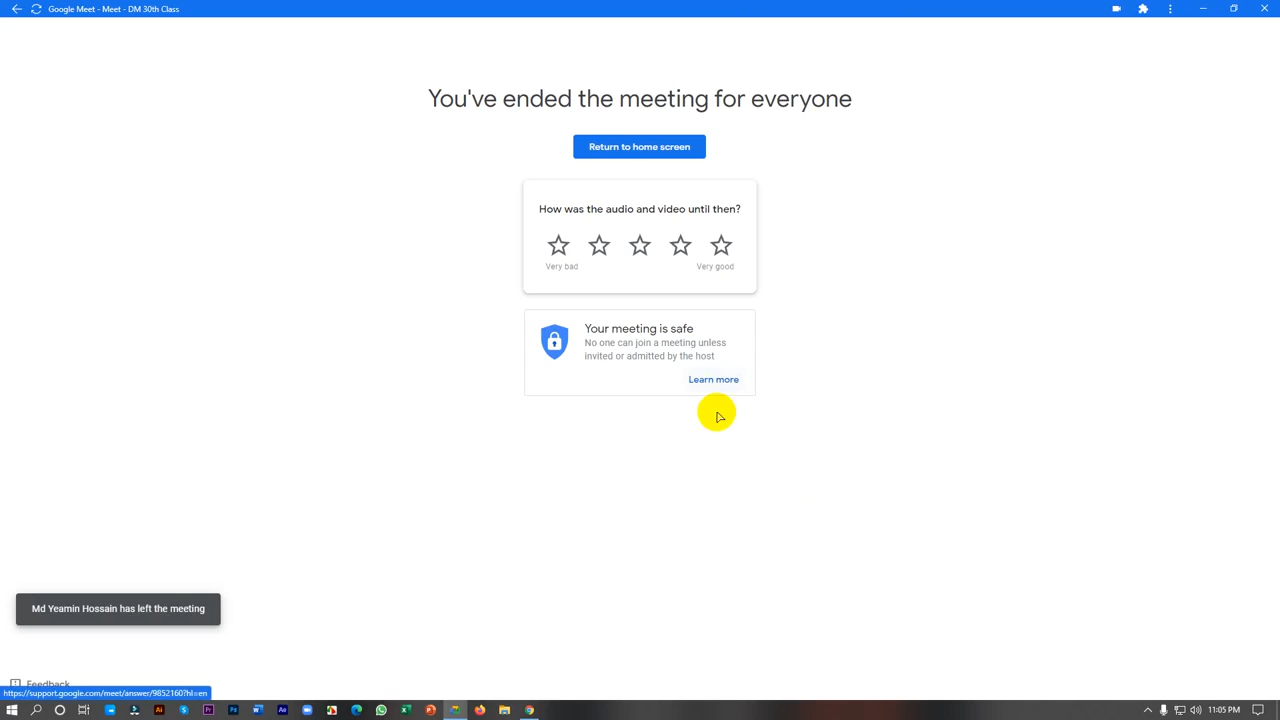 Google Meet - Meet - DM 30th Class
You've ended the meeting for everyone
Return to home screen
How was the audio and video until then?
Very bad
Very good
Your meeting is safe
No one can join a meeting unless
invited or admitted by the host
Learn more
Md Yeamin Hossain has left the meeting
Feedback
https://support.google.com/meet/answer/9852160?hl=en
11:05 PM